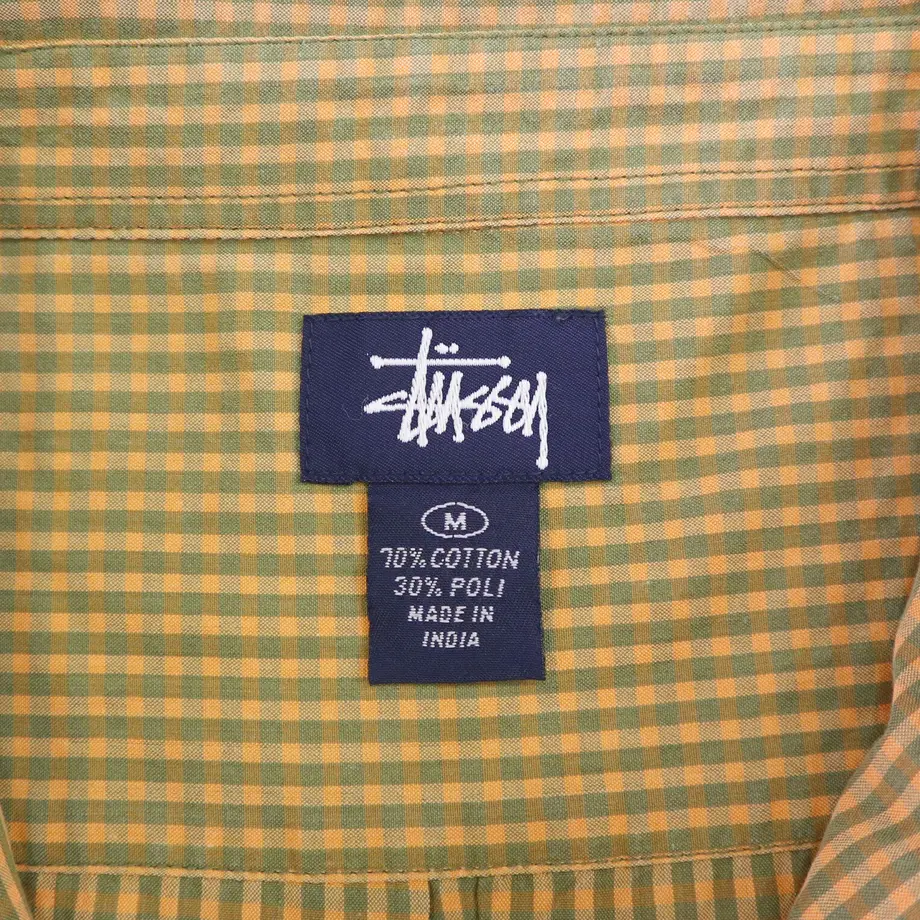 Stüssy
M
70% COTTON
30% POLI
MADE IN
INDIA